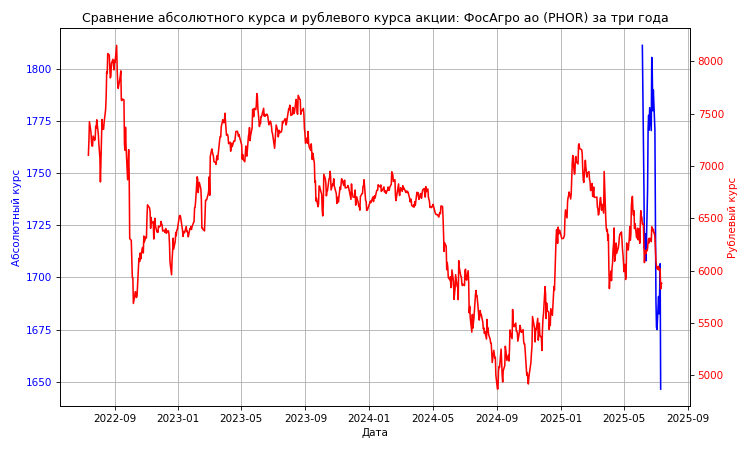 Сравнение абсолютного курса и рублевого курса акции: ФосАгро ао (PHOR) за три года
Абсолютный курс
1800
1775
1750
1725
1700
1675
1650
8000
7500
7000
6500
6000
5500
5000
Рублевый курс
2022-09 2023-01 2023-05 2023-09 2024-01 2024-05 2024-09 2025-01 2025-05 2025-09
Дата